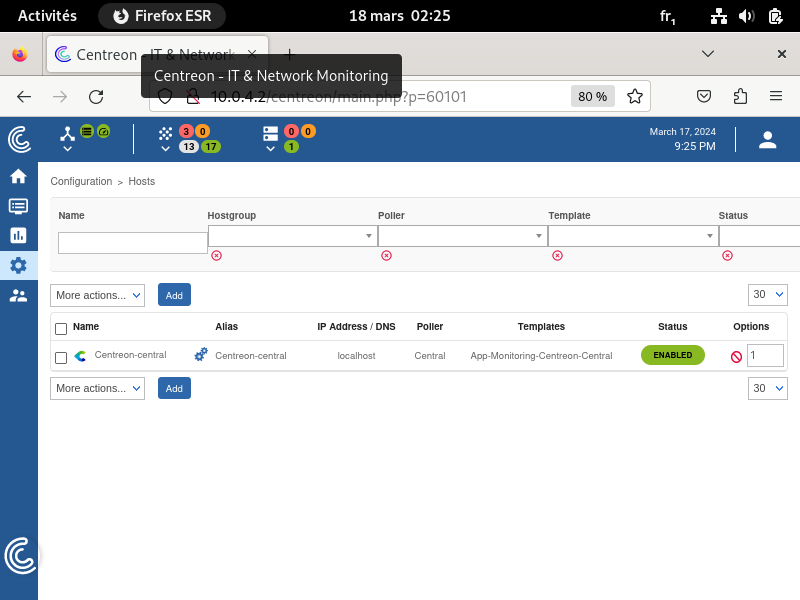 Activités Firefox ESR 18 mars 02:25 fr₁
Centreon - IT & Network
Centreon - IT & Network Monitoring
10.0.4.2/centreon/main.php?p=60101 80 %
3 0 0 0 March 17, 2024
13 17 1 9:25 PM
Configuration > Hosts
Name Hostgroup Poller Template Status
More actions... Add 30
Name Alias IP Address / DNS Poller Templates Status Options
Centreon-central Centreon-central localhost Central App-Monitoring-Centreon-Central ENABLED 1
More actions... Add 30